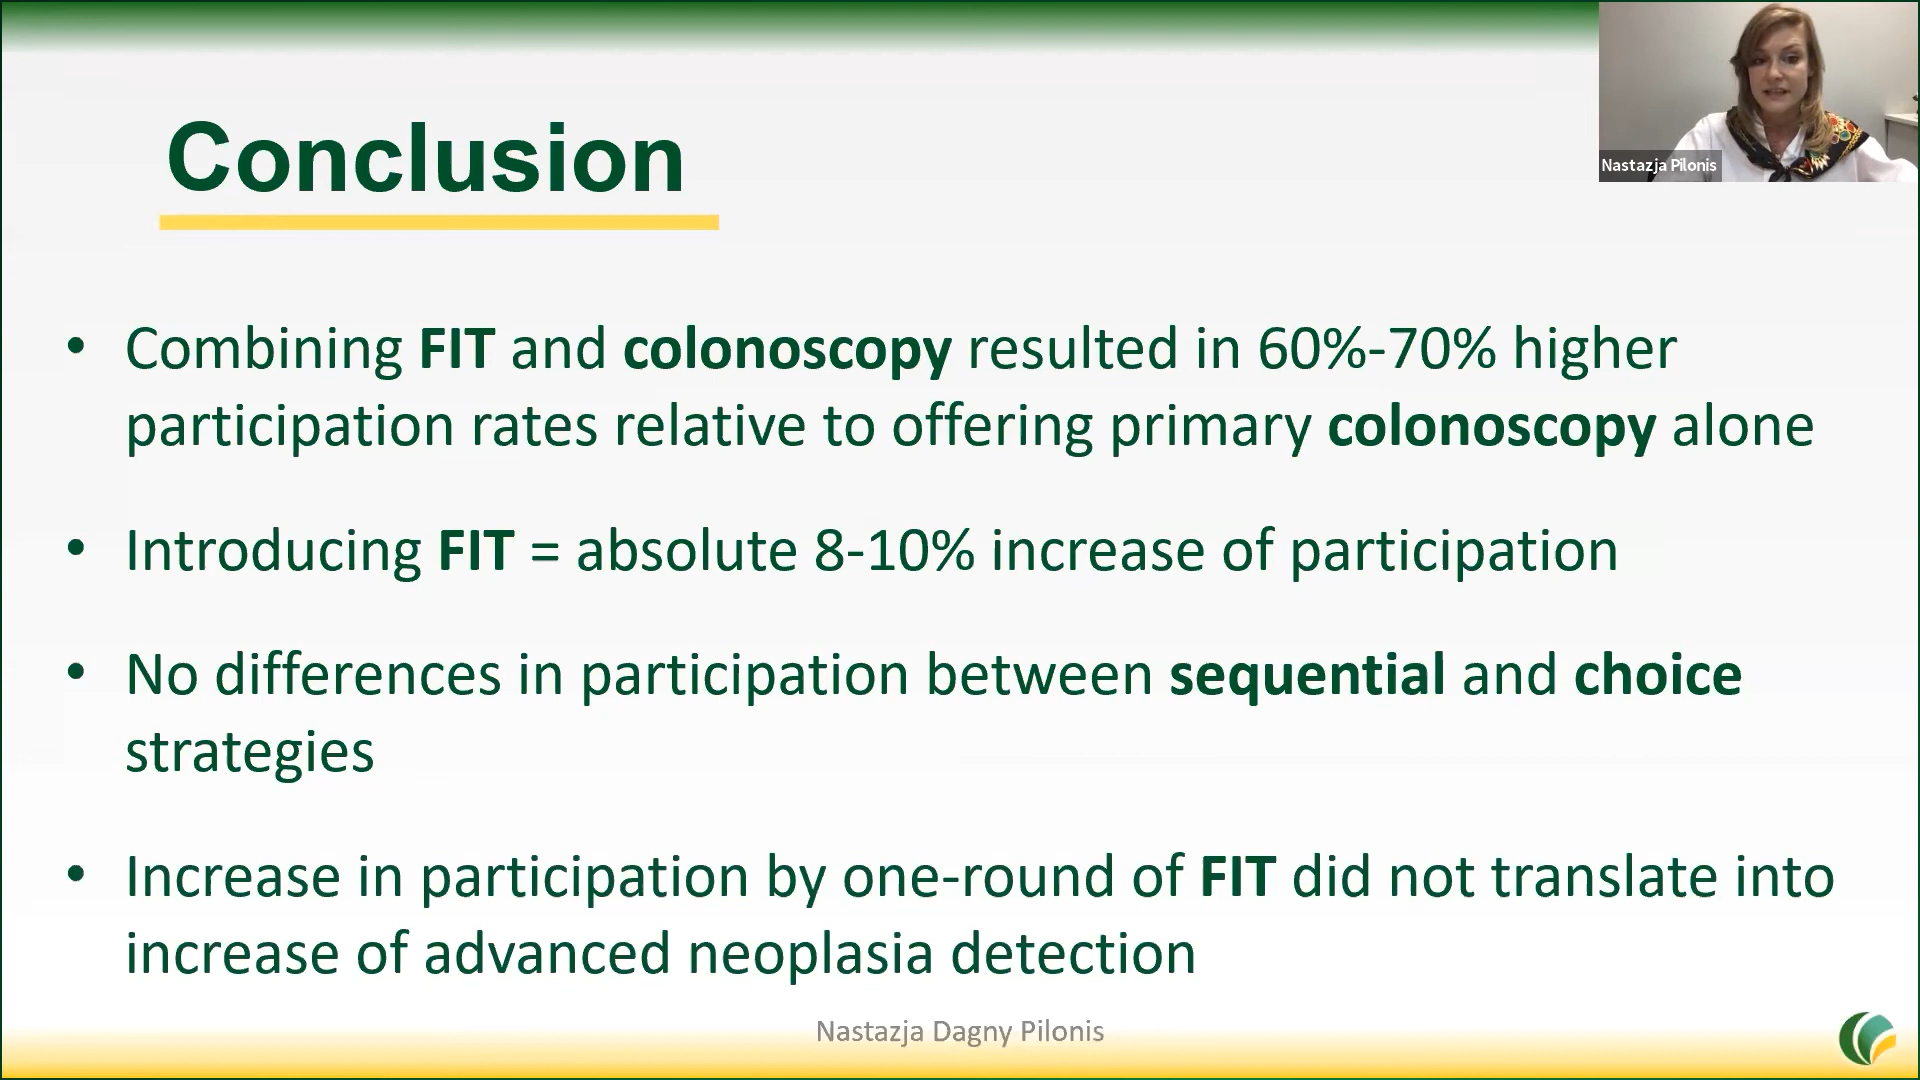 Conclusion
Nastazja Pilonis
• Combining FIT and colonoscopy resulted in 60%-70% higher
participation rates relative to offering primary colonoscopy alone
• Introducing FIT = absolute 8-10% increase of participation
• No differences in participation between sequential and choice
strategies
• Increase in participation by one-round of FIT did not translate into
increase of advanced neoplasia detection
Nastazja Dagny Pilonis